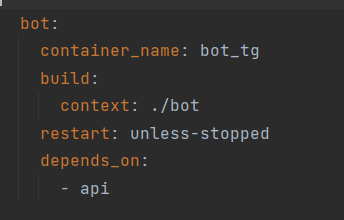 bot:
container_name: bot_tg
build:
context: ./bot
restart: unless-stopped
depends_on:
- api